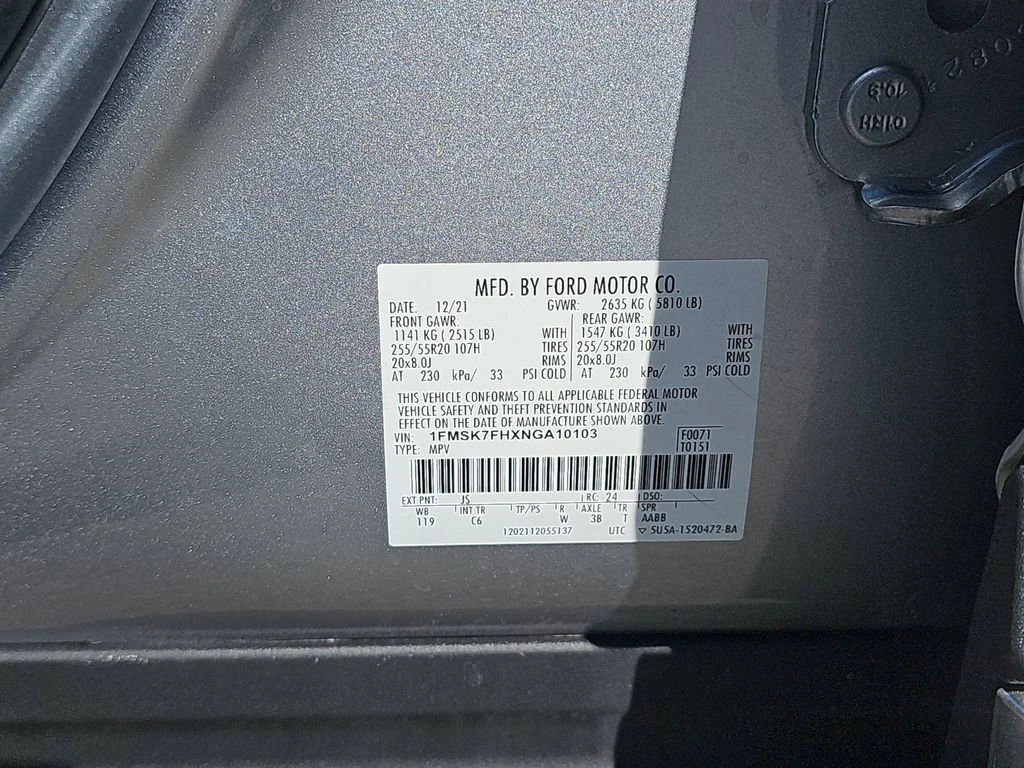 3082 1
10.9
MFD. BY FORD MOTOR CO.
DATE: 12/21 GVWR: 2635 KG ( 5810 LB)
FRONT GAWR: REAR GAWR:
1141 KG ( 2515 LB) WITH 1547 KG ( 3410 LB) WITH
255/55R20 107H TIRES 255/55R20 107H TIRES
20x8.0J RIMS 20x8.0J RIMS
AT 230 kPa/ 33 PSI COLD AT 230 kPa/ 33 PSI COLD
THIS VEHICLE CONFORMS TO ALL APPLICABLE FEDERAL MOTOR
VEHICLE SAFETY AND THEFT PREVENTION STANDARDS IN
EFFECT ON THE DATE OF MANUFACTURE SHOWN ABOVE.
VIN: 1FMSK7FHXNGA10103 F0071
TYPE: MPV T0151
EXT PNT: JS RC: 24 DSO:
WB INT TR TP/PS R AXLE TR SPR
119 C6 W 3B T AABB
1202112055137 UTC ▽ 5U5A-1520472-BA